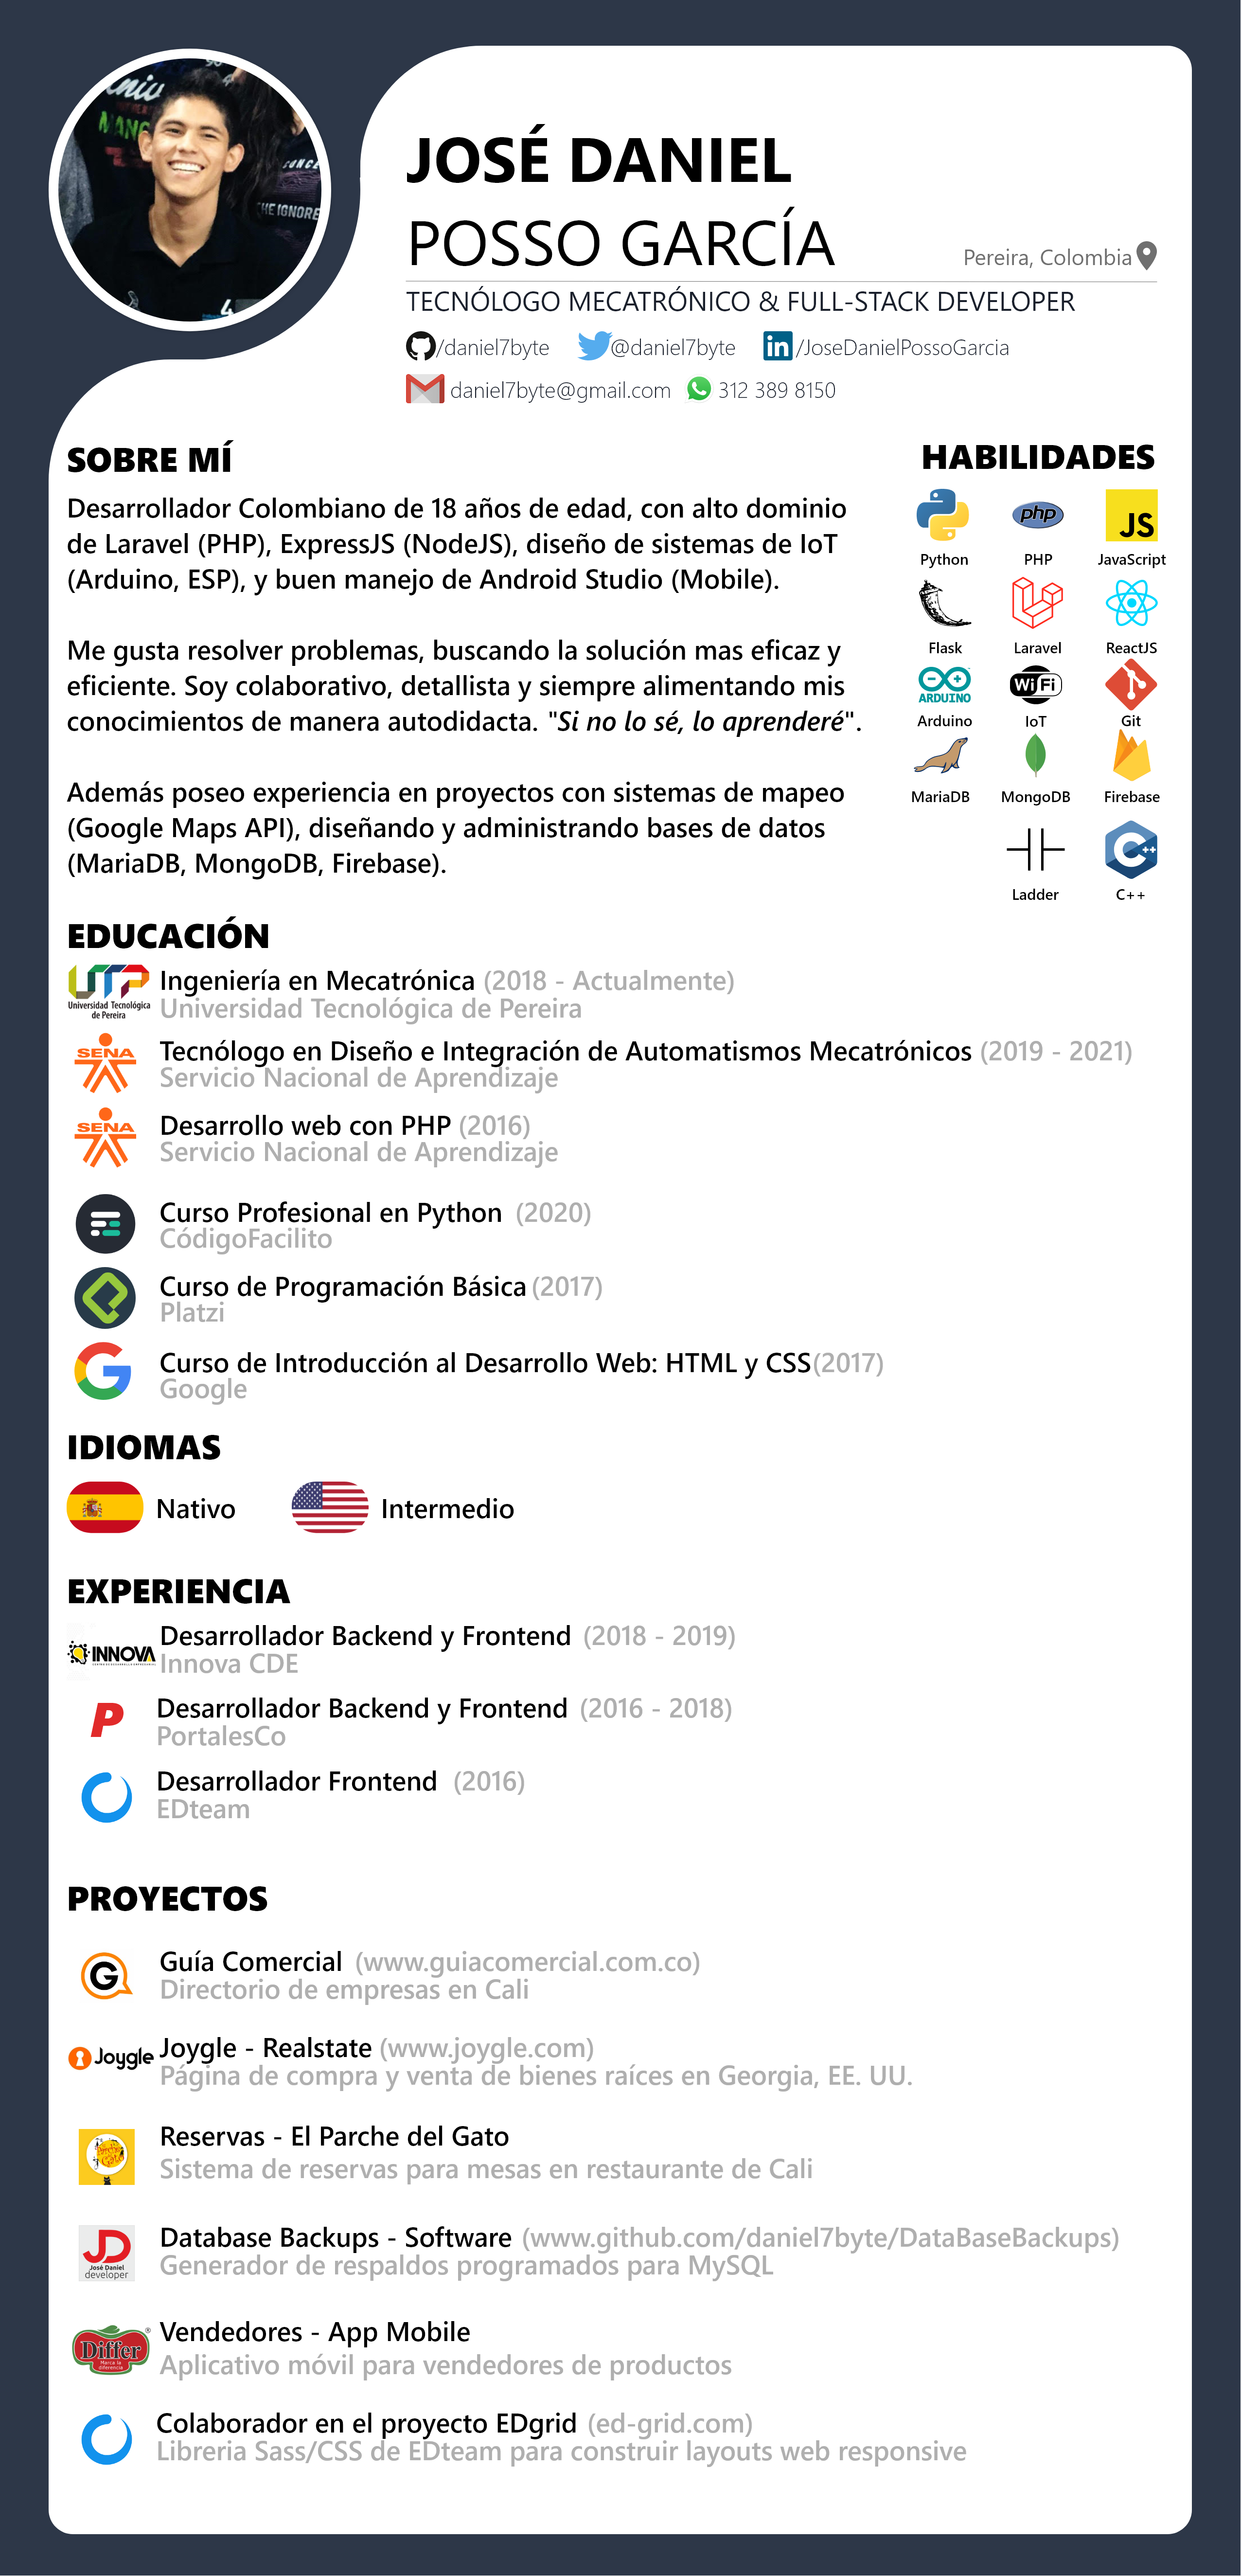 JOSÉ DANIEL
POSSO GARCÍA
Pereira, Colombia
TECNÓLOGO MECATRÓNICO & FULL-STACK DEVELOPER
/daniel7byte @daniel7byte in /JoseDanielPossoGarcia
daniel7byte@gmail.com 312 389 8150
SOBRE MÍ
Desarrollador Colombiano de 18 años de edad, con alto dominio
de Laravel (PHP), ExpressJS (NodeJS), diseño de sistemas de IoT
(Arduino, ESP), y buen manejo de Android Studio (Mobile).
Me gusta resolver problemas, buscando la solución mas eficaz y
eficiente. Soy colaborativo, detallista y siempre alimentando mis
conocimientos de manera autodidacta. "Si no lo sé, lo aprenderé".
Además poseo experiencia en proyectos con sistemas de mapeo
(Google Maps API), diseñando y administrando bases de datos
(MariaDB, MongoDB, Firebase).
HABILIDADES
php JS
Python PHP JavaScript
Flask Laravel ReactJS
ARDUINO WiFi
Arduino IoT Git
MariaDB MongoDB Firebase
C++
Ladder C++
EDUCACIÓN
UTP
Universidad Tecnológica
de Pereira
Ingeniería en Mecatrónica (2018 - Actualmente)
Universidad Tecnológica de Pereira
SENA
Tecnólogo en Diseño e Integración de Automatismos Mecatrónicos (2019 - 2021)
Servicio Nacional de Aprendizaje
SENA
Desarrollo web con PHP (2016)
Servicio Nacional de Aprendizaje
Curso Profesional en Python (2020)
CódigoFacilito
Curso de Programación Básica (2017)
Platzi
G
Curso de Introducción al Desarrollo Web: HTML y CSS(2017)
Google
IDIOMAS
Nativo Intermedio
EXPERIENCIA
INNOVA
Desarrollador Backend y Frontend (2018 - 2019)
Innova CDE
P
Desarrollador Backend y Frontend (2016 - 2018)
PortalesCo
Desarrollador Frontend (2016)
EDteam
PROYECTOS
G
Guía Comercial (www.guiacomercial.com.co)
Directorio de empresas en Cali
Joygle
Joygle - Realstate (www.joygle.com)
Página de compra y venta de bienes raíces en Georgia, EE. UU.
Reservas - El Parche del Gato
Sistema de reservas para mesas en restaurante de Cali
JD
José Daniel
developer
Database Backups - Software (www.github.com/daniel7byte/DataBaseBackups)
Generador de respaldos programados para MySQL
Differ®
Marca la
diferencia
Vendedores - App Mobile
Aplicativo móvil para vendedores de productos
Colaborador en el proyecto EDgrid (ed-grid.com)
Libreria Sass/CSS de EDteam para construir layouts web responsive